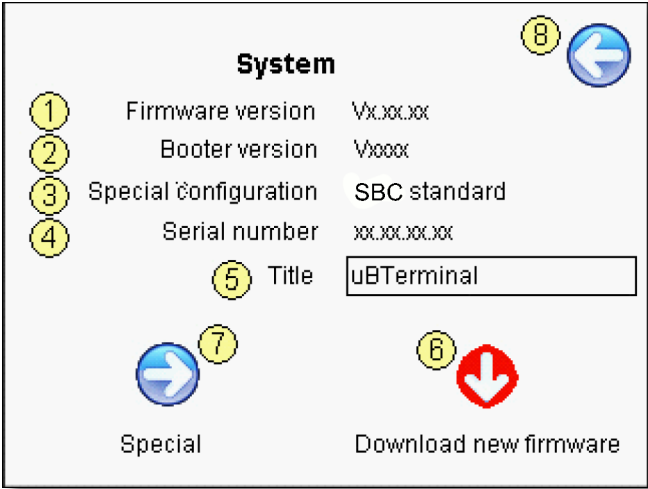 8
System
1 Firmware version Vx.xx.xx
2 Booter version Vxxxx
3 Special configuration SBC standard
4 Serial number xx.xx.xx.xx
5 Title uBTerminal
7 6
Special Download new firmware